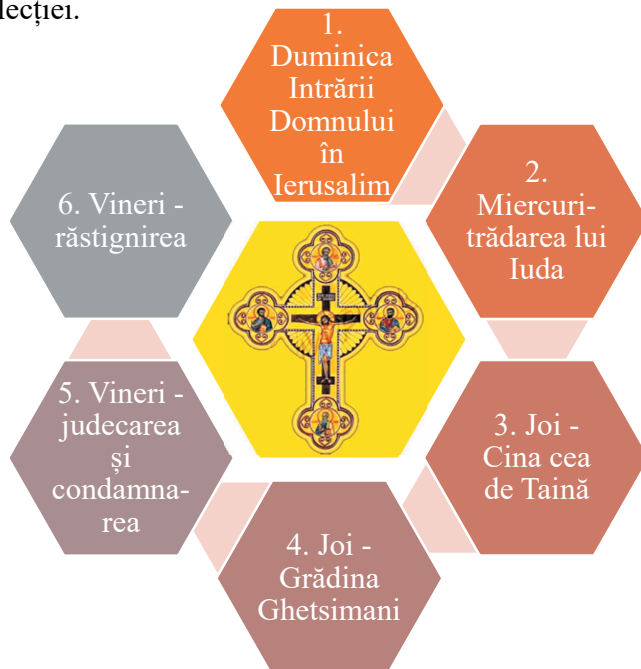 lecției.
1.
Duminica
Intrării
Domnului
în
Ierusalim
2.
Miercuri-
trădarea lui
Iuda
3. Joi -
Cina cea
de Taină
4. Joi -
Grădina
Ghetsimani
5. Vineri -
judecarea
și
condamna-
rea
6. Vineri -
răstignirea